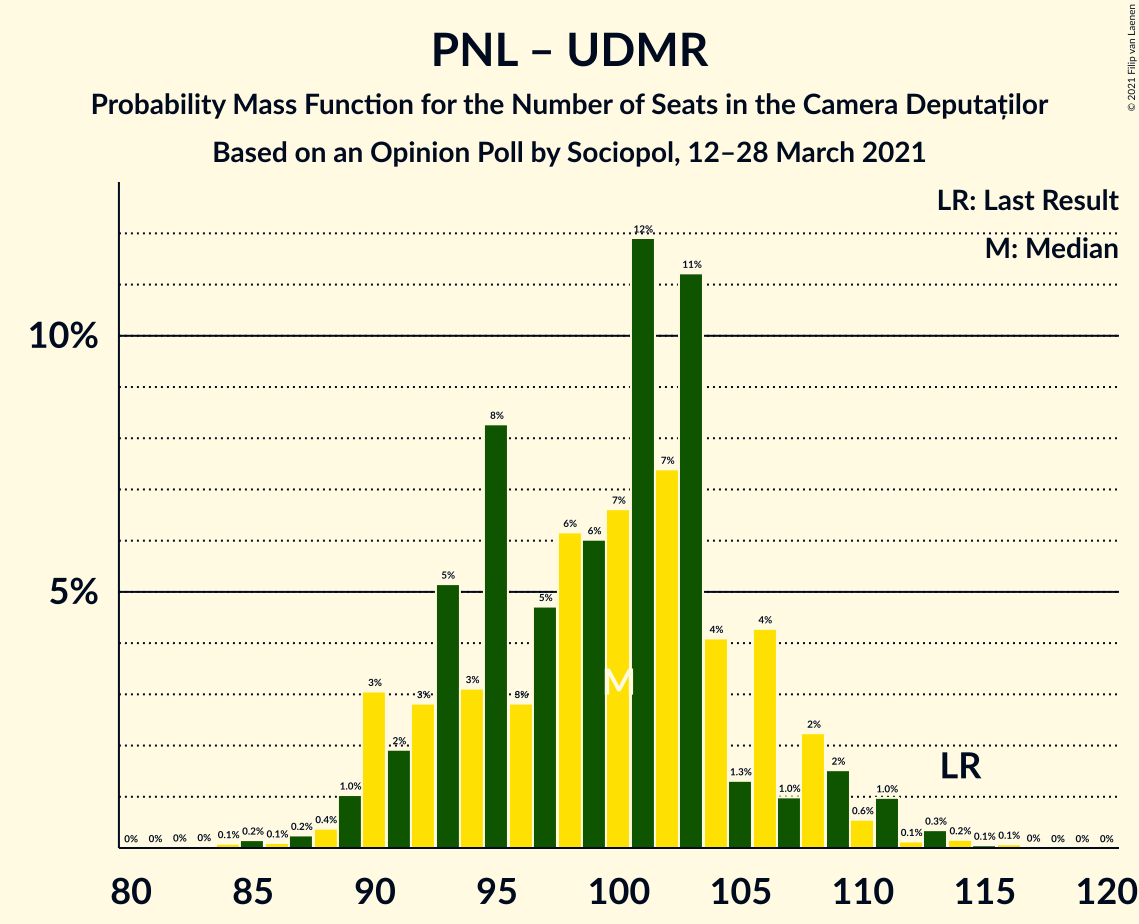 PNL – UDMR
Probability Mass Function for the Number of Seats in the Camera Deputaților
Based on an Opinion Poll by Sociopol, 12–28 March 2021
© 2021 Filip van Laenen
LR: Last Result
M: Median
10%
5%
0% 0% 0% 0% 0.1% 0.2% 0.1% 0.2% 0.4% 1.0% 3% 2% 3% 5% 3% 8% 3% 5% 6% 6% 7% 12% 7% 11% 4% 1.3% 4% 1.0% 2% 2% 0.6% 1.0% 0.1% 0.3% 0.2% 0.1% 0.1% 0% 0% 0% 0%
M
LR
80 85 90 95 100 105 110 115 120